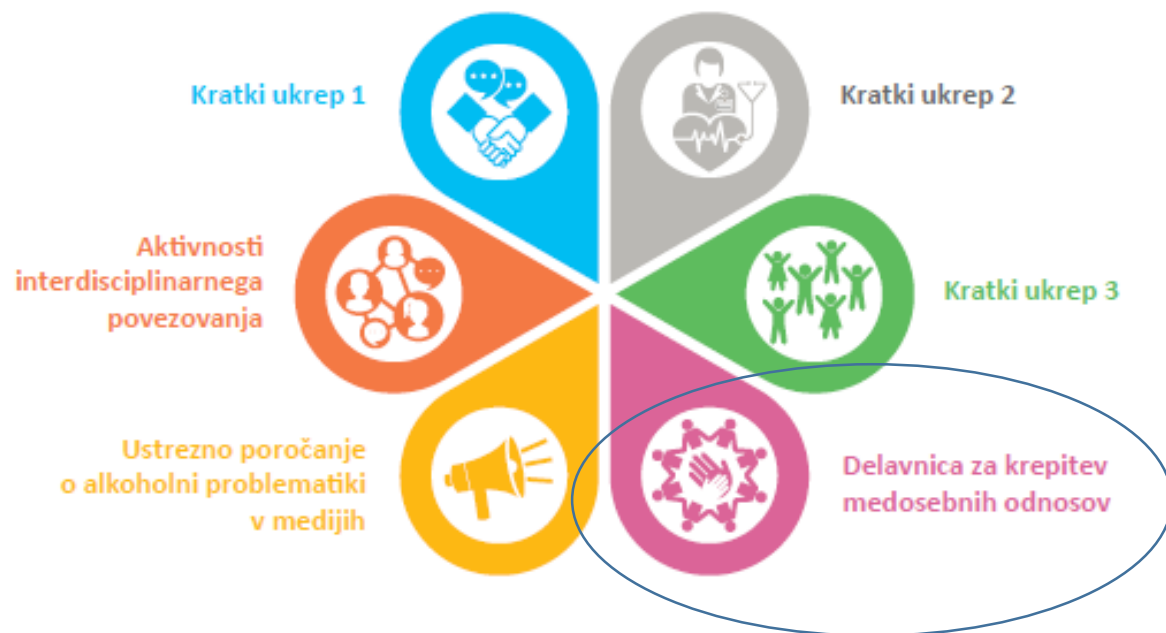 Kratki ukrep 1
Kratki ukrep 2
Aktivnosti
interdisciplinarnega
povezovanja
Kratki ukrep 3
Ustrezno poročanje
o alkoholni problematiki
v medijih
Delavnica za krepitev
medosebnih odnosov